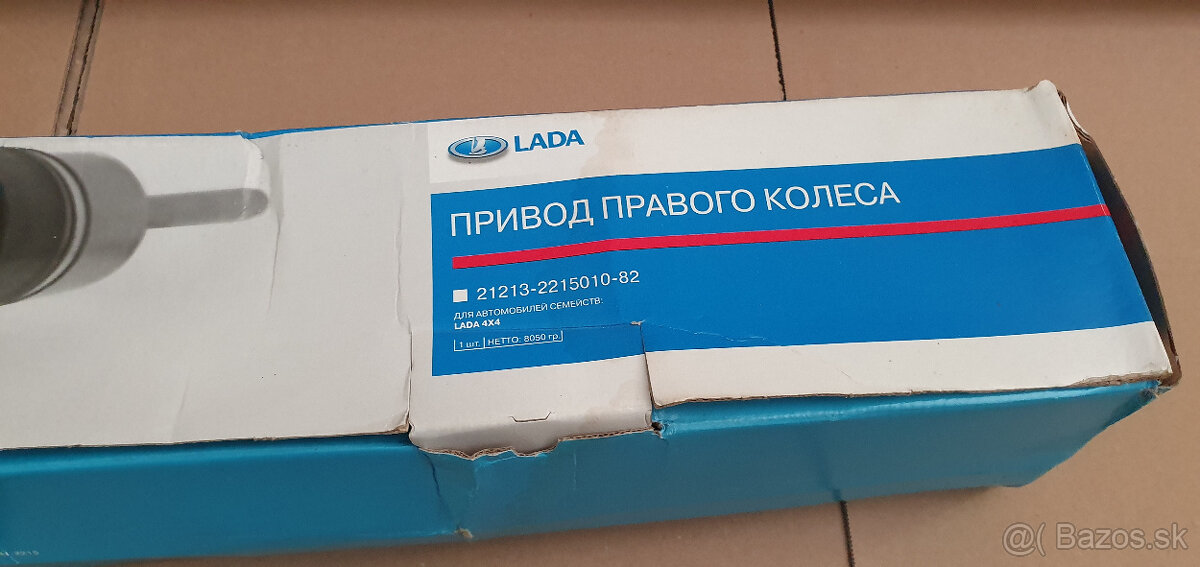 LADA
ПРИВОД ПРАВОГО КОЛЕСА
21213-2215010-82
ДЛЯ АВТОМОБИЛЕЙ СЕМЕЙСТВ:
LADA 4X4
1 шт. НЕТТО: 8050 гр.
@( Bazos.sk